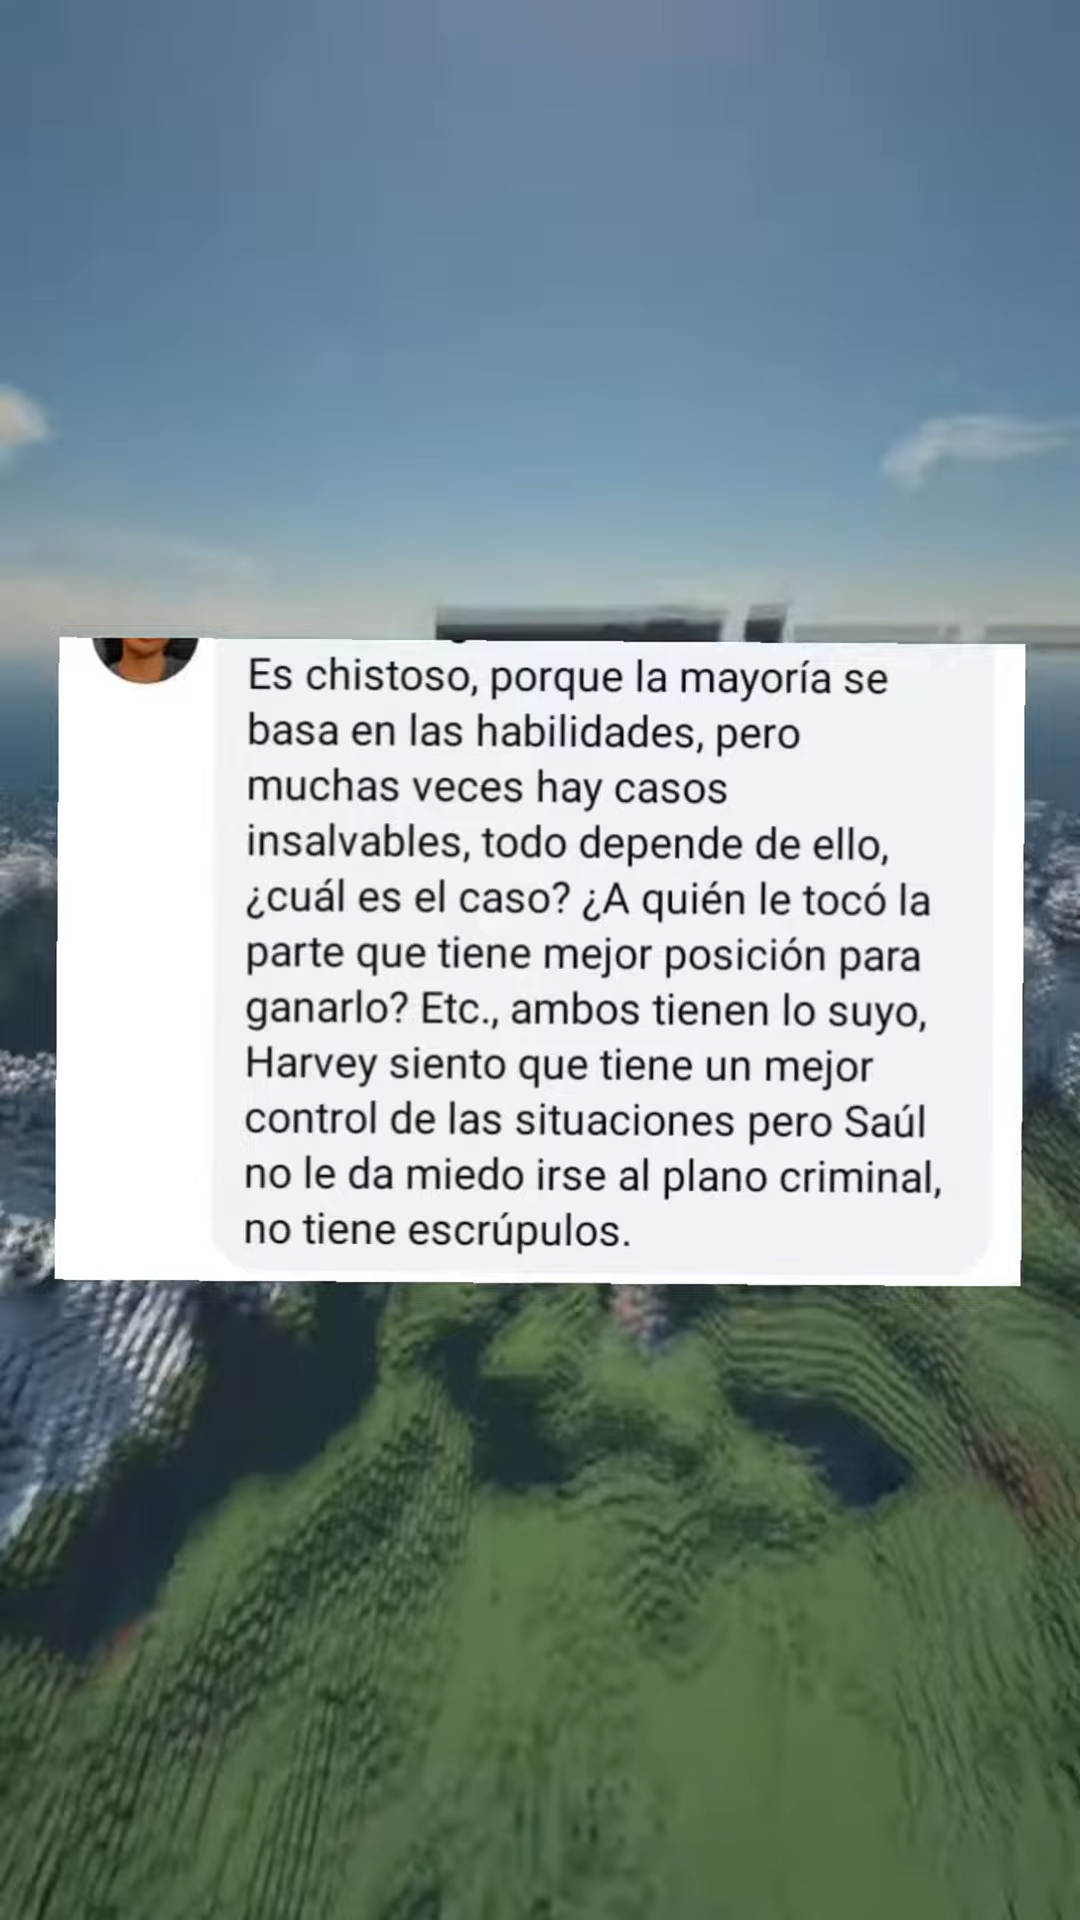 Es chistoso, porque la mayoría se
basa en las habilidades, pero
muchas veces hay casos
insalvables, todo depende de ello,
¿cuál es el caso? ¿A quién le tocó la
parte que tiene mejor posición para
ganarlo? Etc., ambos tienen lo suyo,
Harvey siento que tiene un mejor
control de las situaciones pero Saúl
no le da miedo irse al plano criminal,
no tiene escrúpulos.